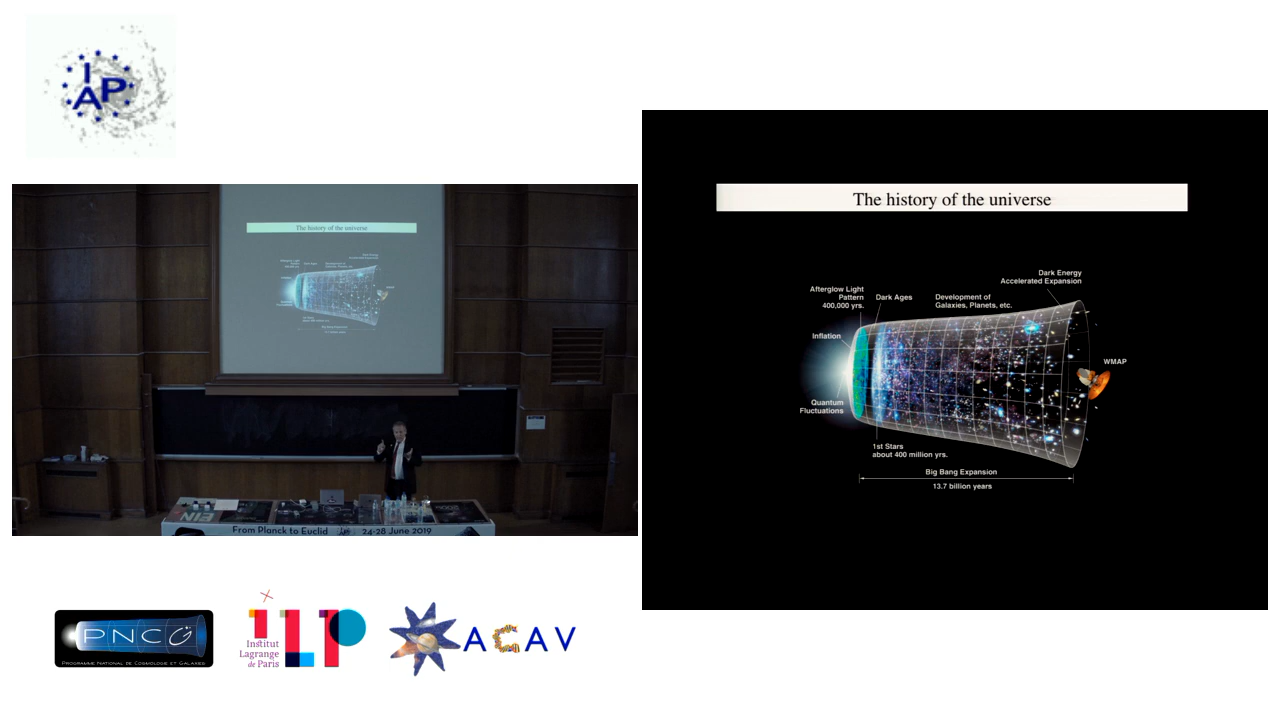 I
AP
The history of the universe
From Planck to Euclid
24-28 June 2019
The history of the universe
Dark Energy
Accelerated Expansion
Afterglow Light
Pattern
400,000 yrs.
Dark Ages
Development of
Galaxies, Planets, etc.
Inflation
WMAP
Quantum
Fluctuations
1st Stars
about 400 million yrs.
Big Bang Expansion
13.7 billion years
PNCG
PROGRAMME NATIONAL DE COSMOLOGIE ET GALAXIES
ILP
Institut
Lagrange
de Paris
ACAV